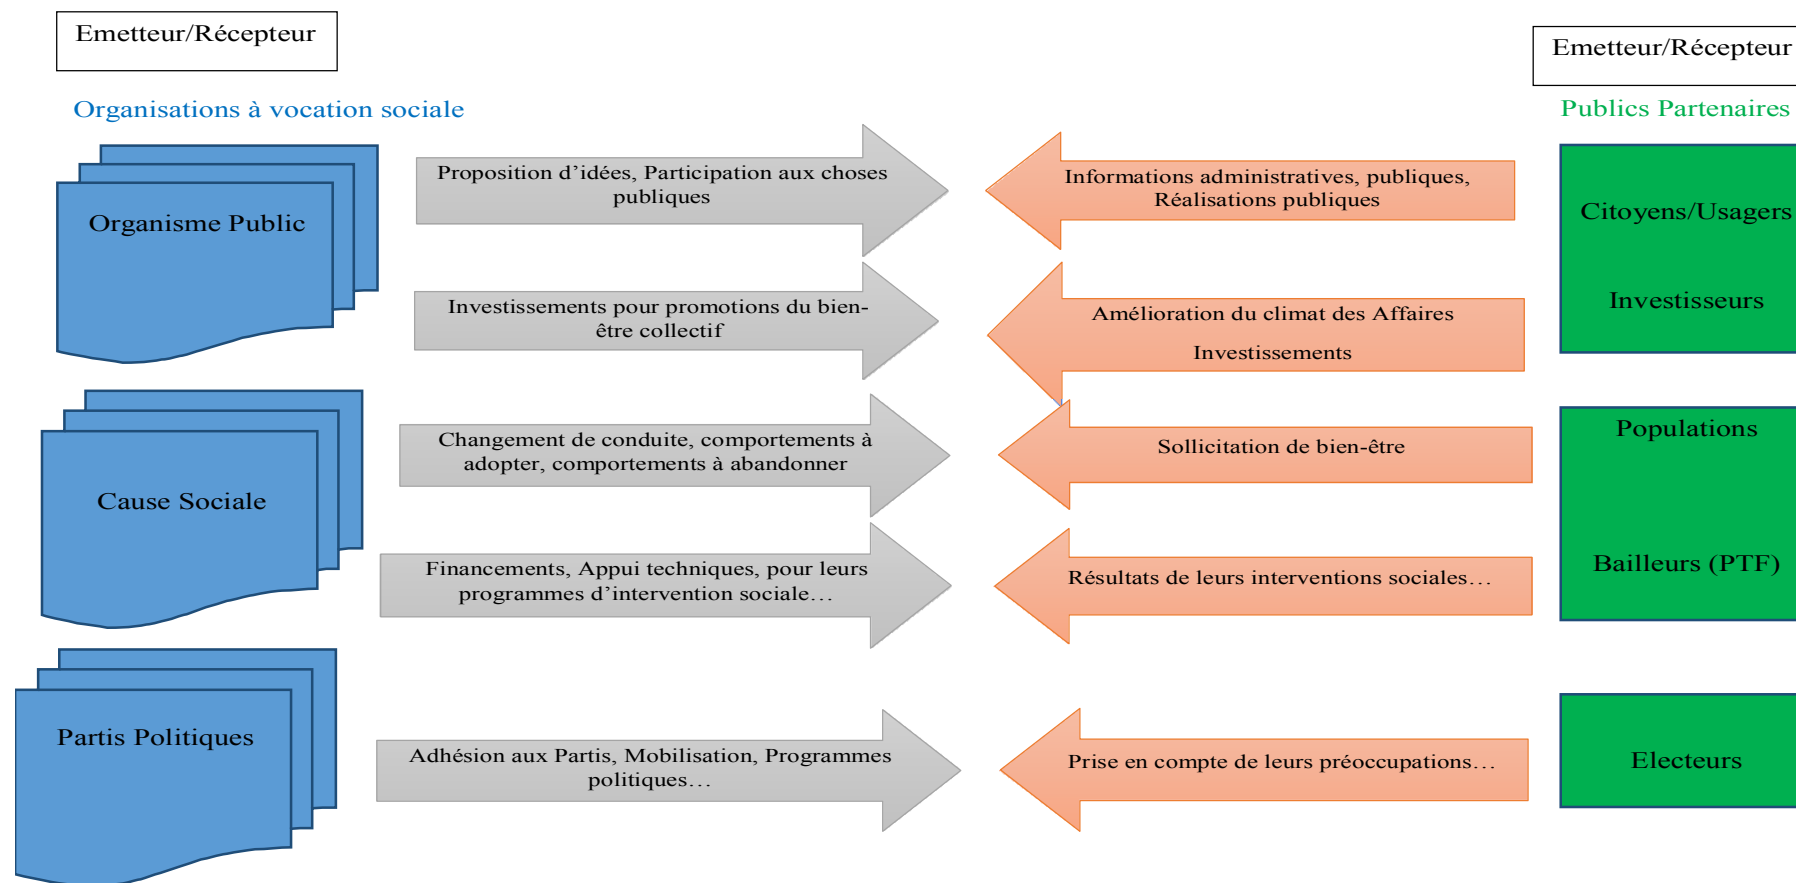 Emetteur/Récepteur
Emetteur/Récepteur
Organisations à vocation sociale
Publics Partenaires
Organisme Public
Proposition d’idées, Participation aux choses
publiques
Informations administratives, publiques,
Réalisations publiques
Citoyens/Usagers
Investissements pour promotions du bien-
être collectif
Amélioration du climat des Affaires
Investissements
Investisseurs
Cause Sociale
Changement de conduite, comportements à
adopter, comportements à abandonner
Sollicitation de bien-être
Populations
Financements, Appui techniques, pour leurs
programmes d’intervention sociale…
Résultats de leurs interventions sociales…
Bailleurs (PTF)
Partis Politiques
Adhésion aux Partis, Mobilisation, Programmes
politiques…
Prise en compte de leurs préoccupations…
Electeurs